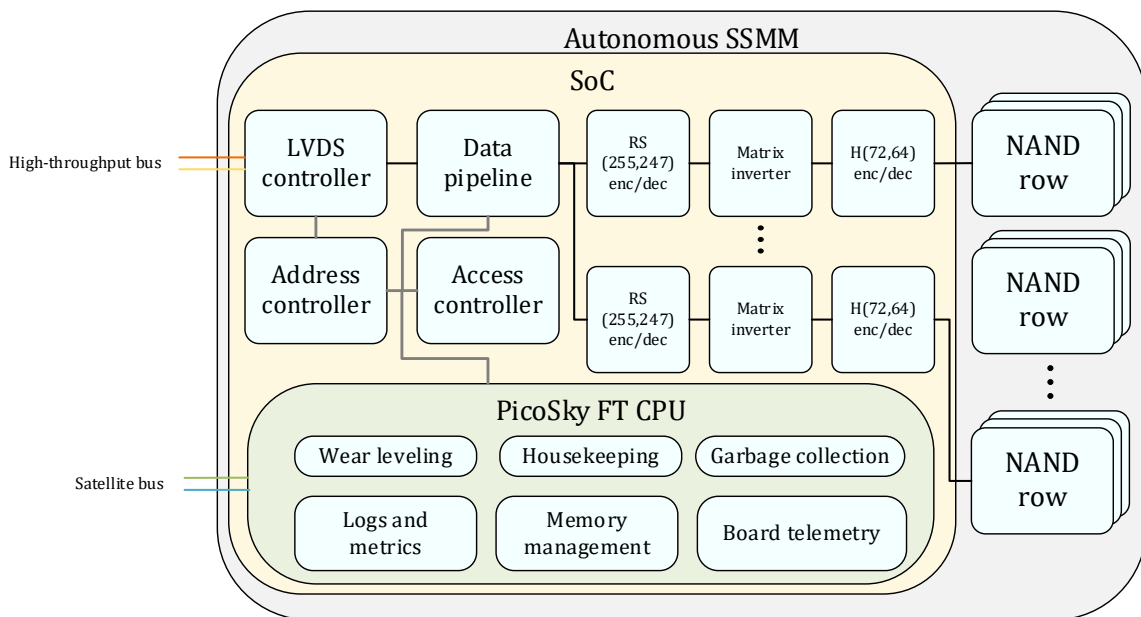 Autonomous SSMM
SoC
High-throughput bus
LVDS
controller
Data
pipeline
RS
(255,247)
enc/dec
Matrix
inverter
H(72,64)
enc/dec
NAND
row
Address
controller
Access
controller
RS
(255,247)
enc/dec
Matrix
inverter
H(72,64)
enc/dec
NAND
row
PicoSky FT CPU
Wear leveling
Housekeeping
Garbage collection
NAND
row
Satellite bus
Logs and
metrics
Memory
management
Board telemetry